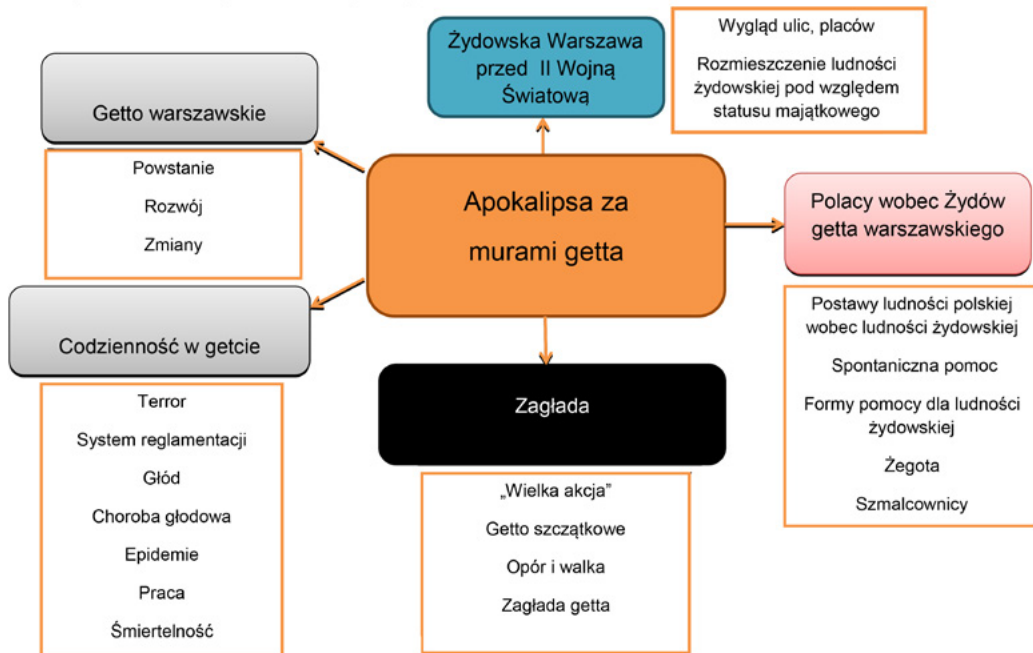 Żydowska Warszawa
przed II Wojną
Światową
Wygląd ulic, placów
Rozmieszczenie ludności
żydowskiej pod względem
statusu majątkowego
Getto warszawskie
Powstanie
Rozwój
Zmiany
Apokalipsa za
murami getta
Polacy wobec Żydów
getta warszawskiego
Postawy ludności polskiej
wobec ludności żydowskiej
Spontaniczna pomoc
Formy pomocy dla ludności
żydowskiej
Żegota
Szmalcownicy
Codzienność w getcie
Terror
System reglamentacji
Głód
Choroba głodowa
Epidemie
Praca
Śmiertelność
Zagłada
„Wielka akcja”
Getto szczątkowe
Opór i walka
Zagłada getta